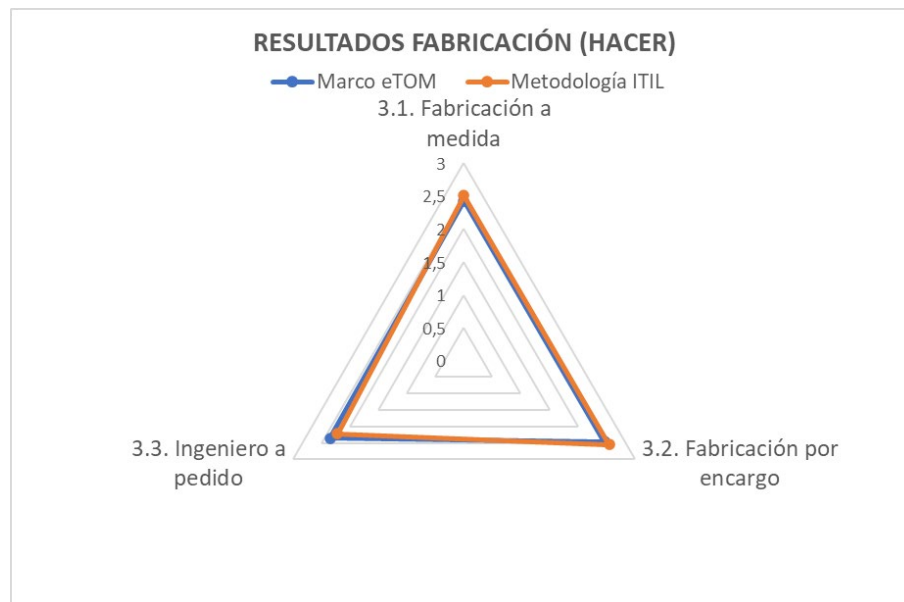 RESULTADOS FABRICACIÓN (HACER)
Marco eTOM
Metodología ITIL
3.1. Fabricación a
medida
3
2,5
2
1,5
1
0,5
0
3.3. Ingeniero a
pedido
3.2. Fabricación por
encargo